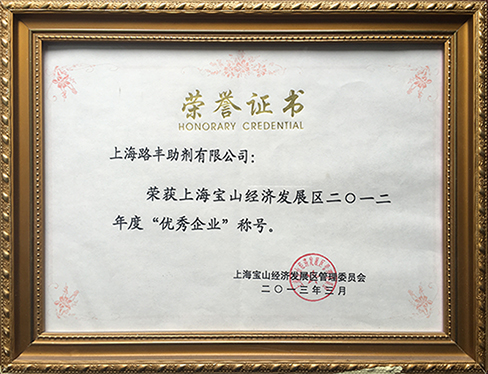 荣誉证书
HONORARY CREDENTIAL
上海路丰助剂有限公司：
荣获上海宝山经济发展区二〇一二
年度“优秀企业”称号。
上海宝山经济发展区管理委员会
二〇一三年三月